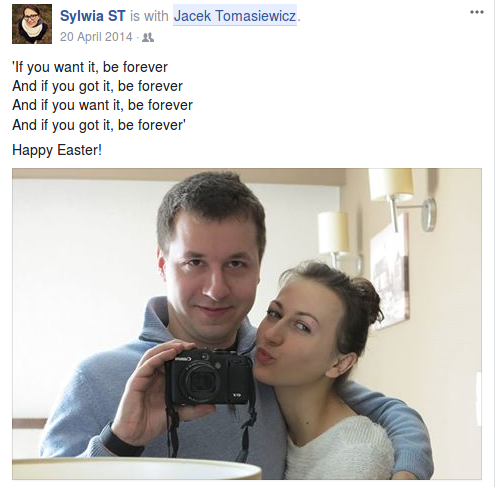 Sylwia ST is with Jacek Tomasiewicz.
20 April 2014 ·
'If you want it, be forever
And if you got it, be forever
And if you want it, be forever
And if you got it, be forever'
Happy Easter!
Canon